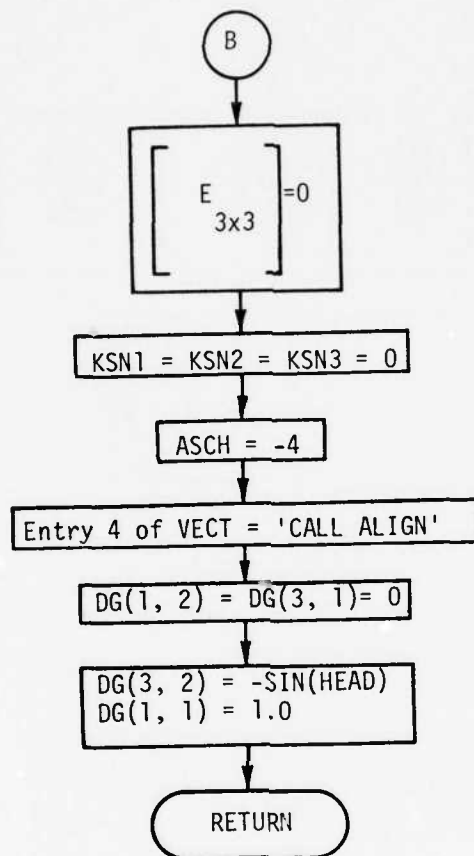 B
E =0
3x3
KSN1 = KSN2 = KSN3 = 0
ASCH = -4
Entry 4 of VECT = 'CALL ALIGN'
DG(1, 2) = DG(3, 1)= 0
DG(3, 2) = -SIN(HEAD)
DG(1, 1) = 1.0
RETURN